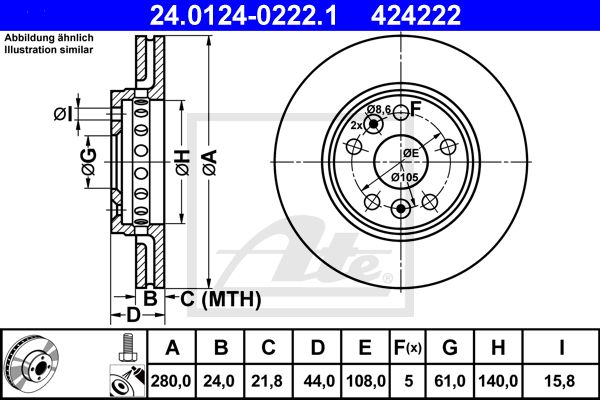 24.0124-0222.1 424222
Abbildung ähnlich
Illustration similar
ØI
ØG
ØH
ØA
Ø8,6
F
2x
ØE
Ø105
B
C (MTH)
D
Ate
A B C D E F(x) G H I
280,0 24,0 21,8 44,0 108,0 5 61,0 140,0 15,8